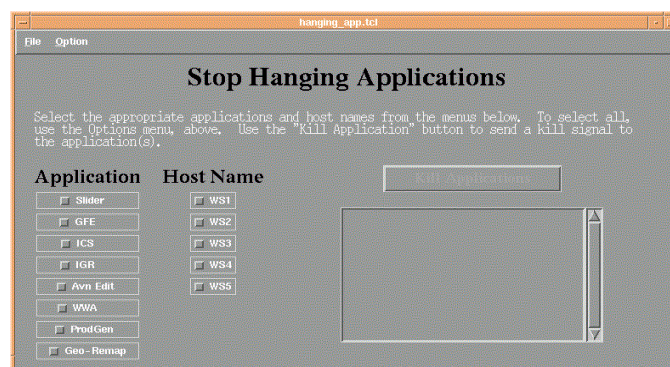 hanging_app.tcl
File Option
Stop Hanging Applications
Select the appropriate applications and host names from the menus below. To select all,
use the Options menu, above. Use the "Kill Application" button to send a kill signal to
the application(s).
Application Host Name
Kill Applications
Slider WS1
GFE WS2
ICS WS3
IGR WS4
Avn Edit WS5
WWA
ProdGen
Geo-Remap